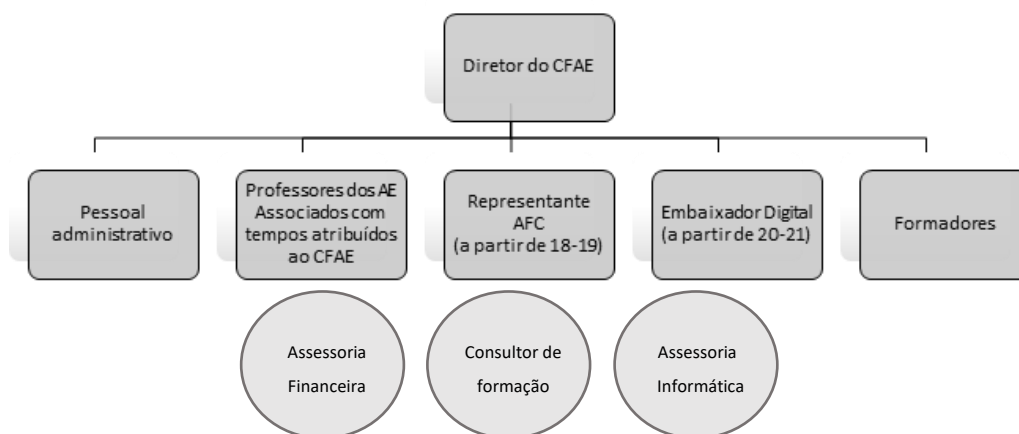 Diretor do CFAE
Pessoal
administrativo
Professores dos AE
Associados com
tempos atribuídos
ao CFAE
Representante
AFC
(a partir de 18-19)
Embaixador Digital
(a partir de 20-21)
Formadores
Assessoria
Financeira
Consultor de
formação
Assessoria
Informática